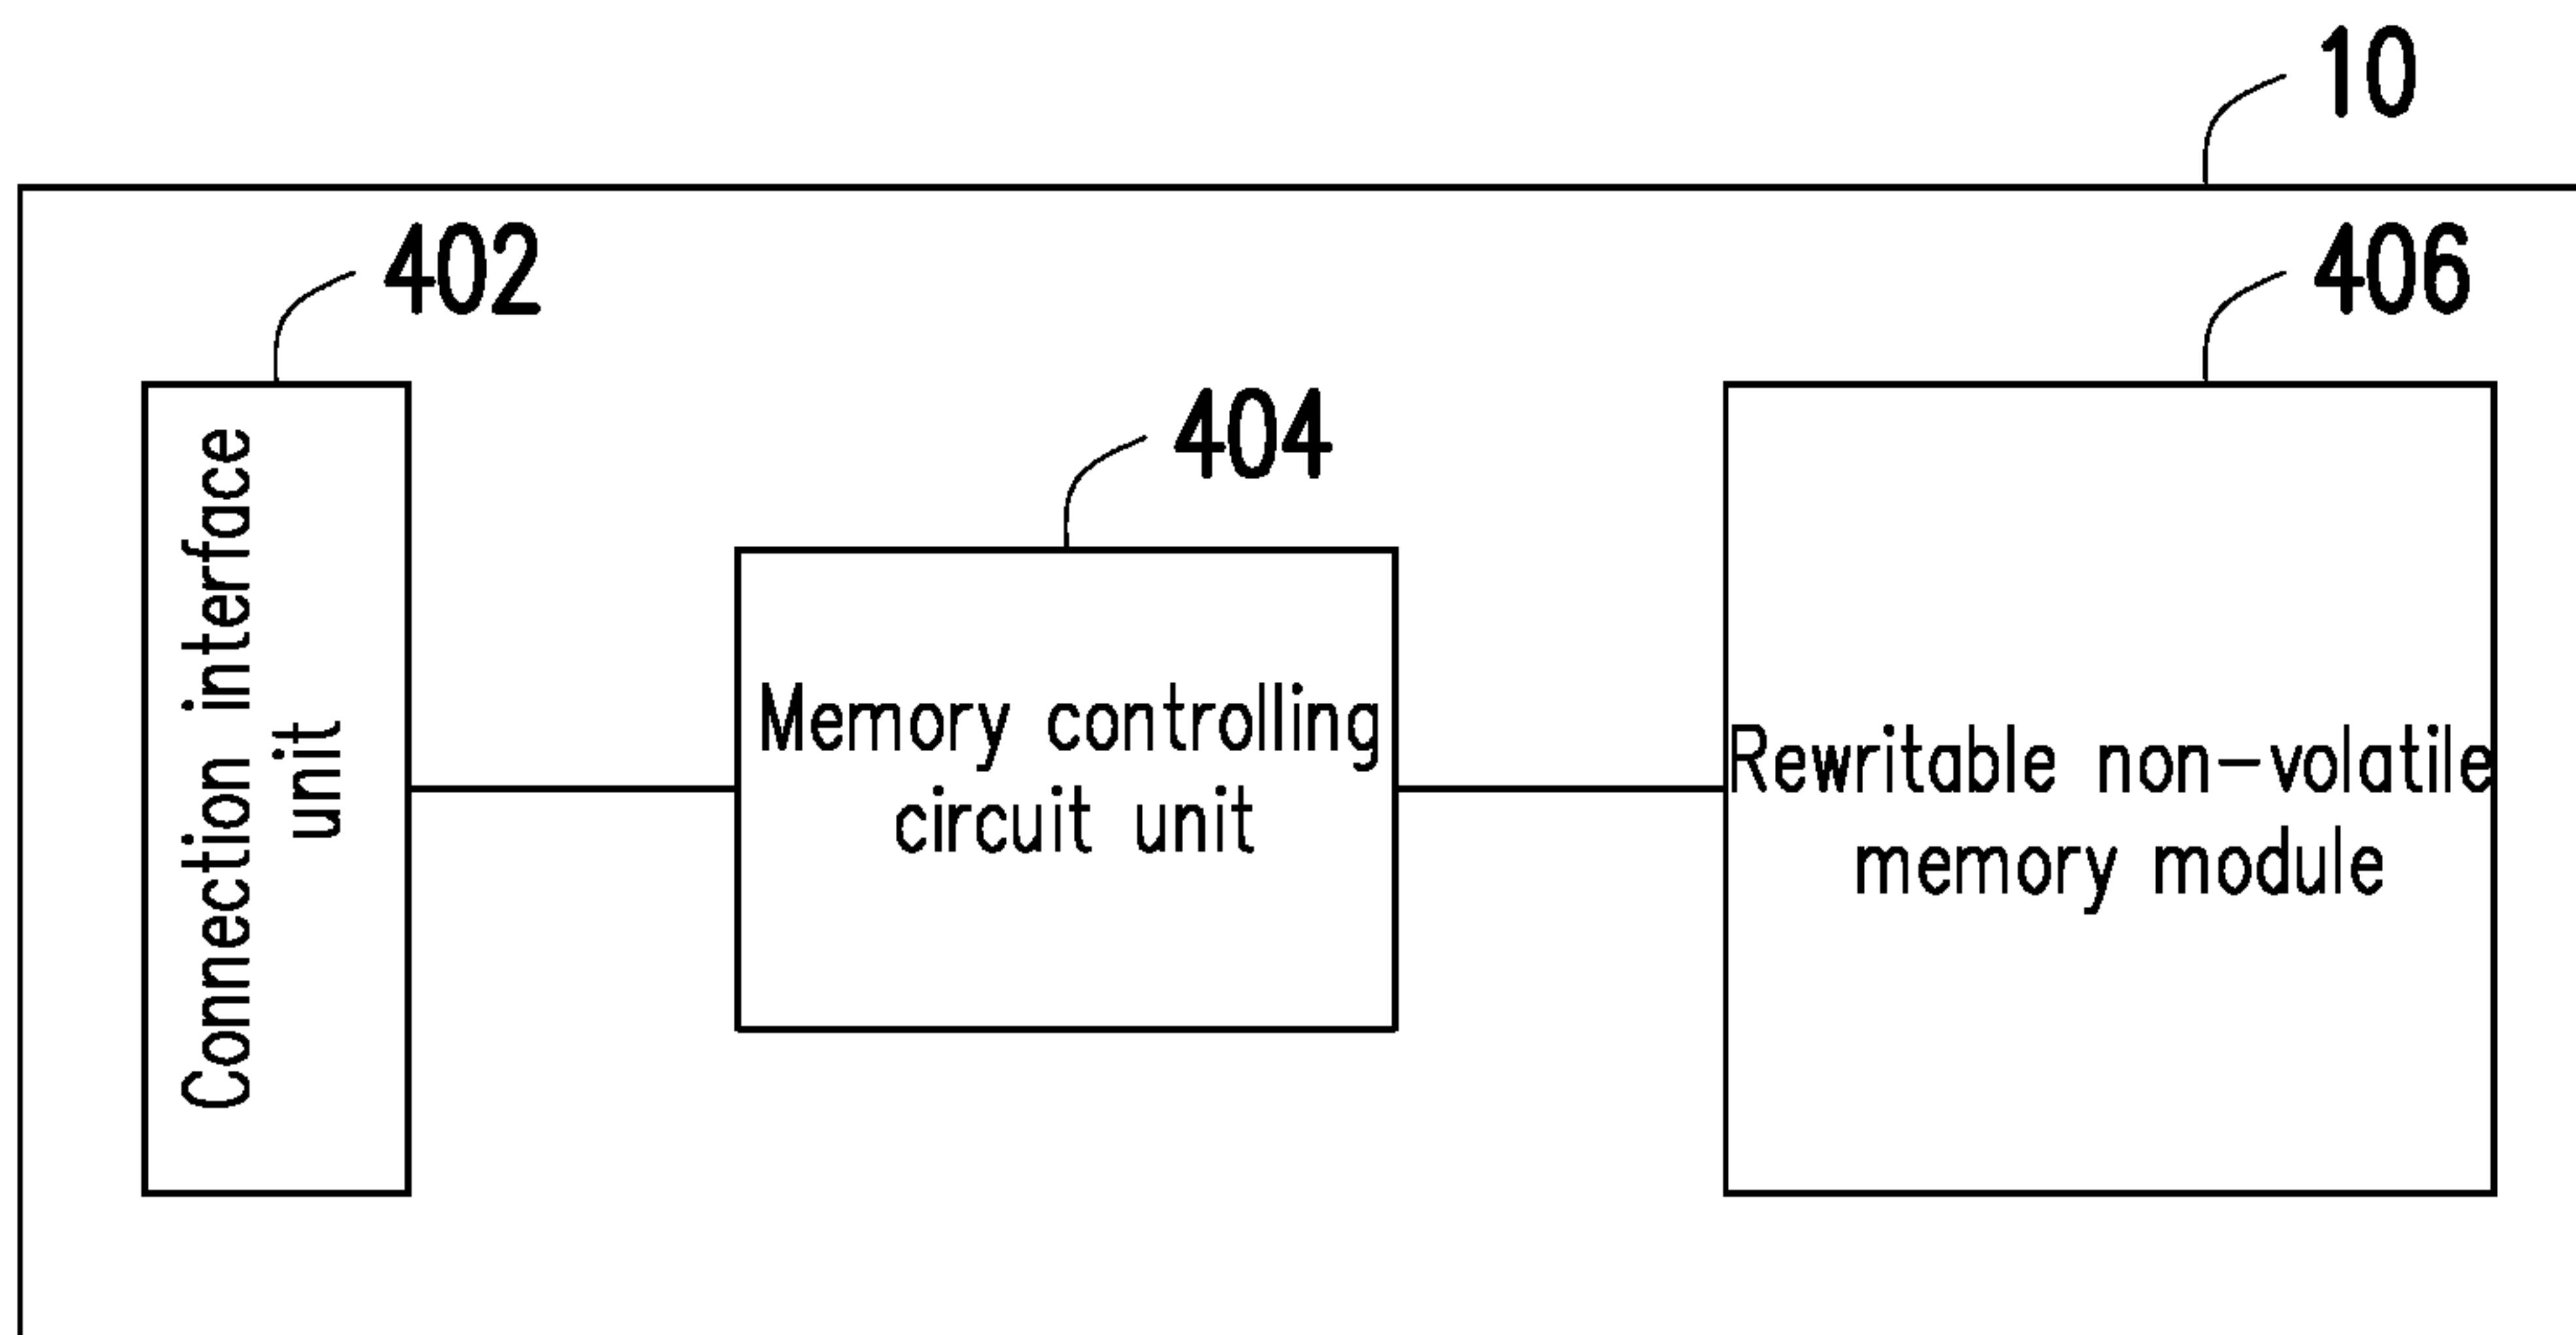 10
402
406
404
Connection interface
unit
Memory controlling
circuit unit
Rewritable non-volatile
memory module